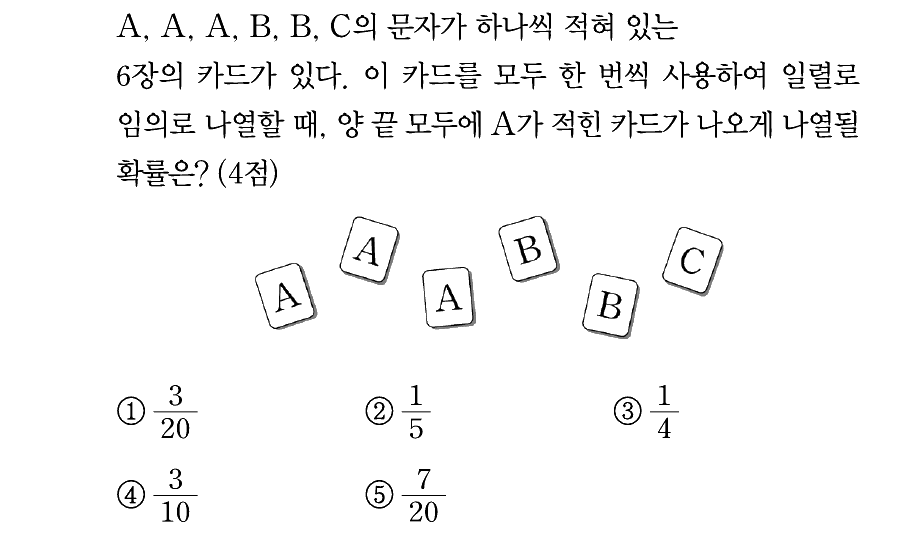 A, A, A, B, B, C의 문자가 하나씩 적혀 있는
6장의 카드가 있다. 이 카드를 모두 한 번씩 사용하여 일렬로
임의로 나열할 때, 양 끝 모두에 A가 적힌 카드가 나오게 나열될
확률은? (4점)
A A A B B C
① 3/20 ② 1/5 ③ 1/4
④ 3/10 ⑤ 7/20